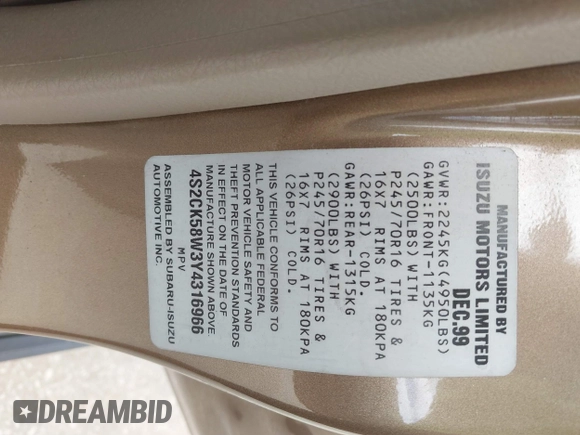 MANUFACTURED BY
ISUZU MOTORS LIMITED
DEC.99
GVWR:2245KG(4950LBS)
GAWR:FRONT-1135KG
(2500LBS) WITH
P245/70R16 TIRES &
16X7 RIMS AT 180KPA
(26PSI) COLD.
GAWR:REAR-1315KG
(2900LBS) WITH
P245/70R16 TIRES &
16X7 RIMS AT 180KPA
(26PSI) COLD.
THIS VEHICLE CONFORMS TO
ALL APPLICABLE FEDERAL
MOTOR VEHICLE SAFETY AND
THEFT PREVENTION STANDARDS
IN EFFECT ON THE DATE OF
MANUFACTURE SHOWN ABOVE.
4S2CK58W3Y4316966
MPV
ASSEMBLED BY SUBARU-ISUZU
AUTOMOTIVE INC.
DREAMBID